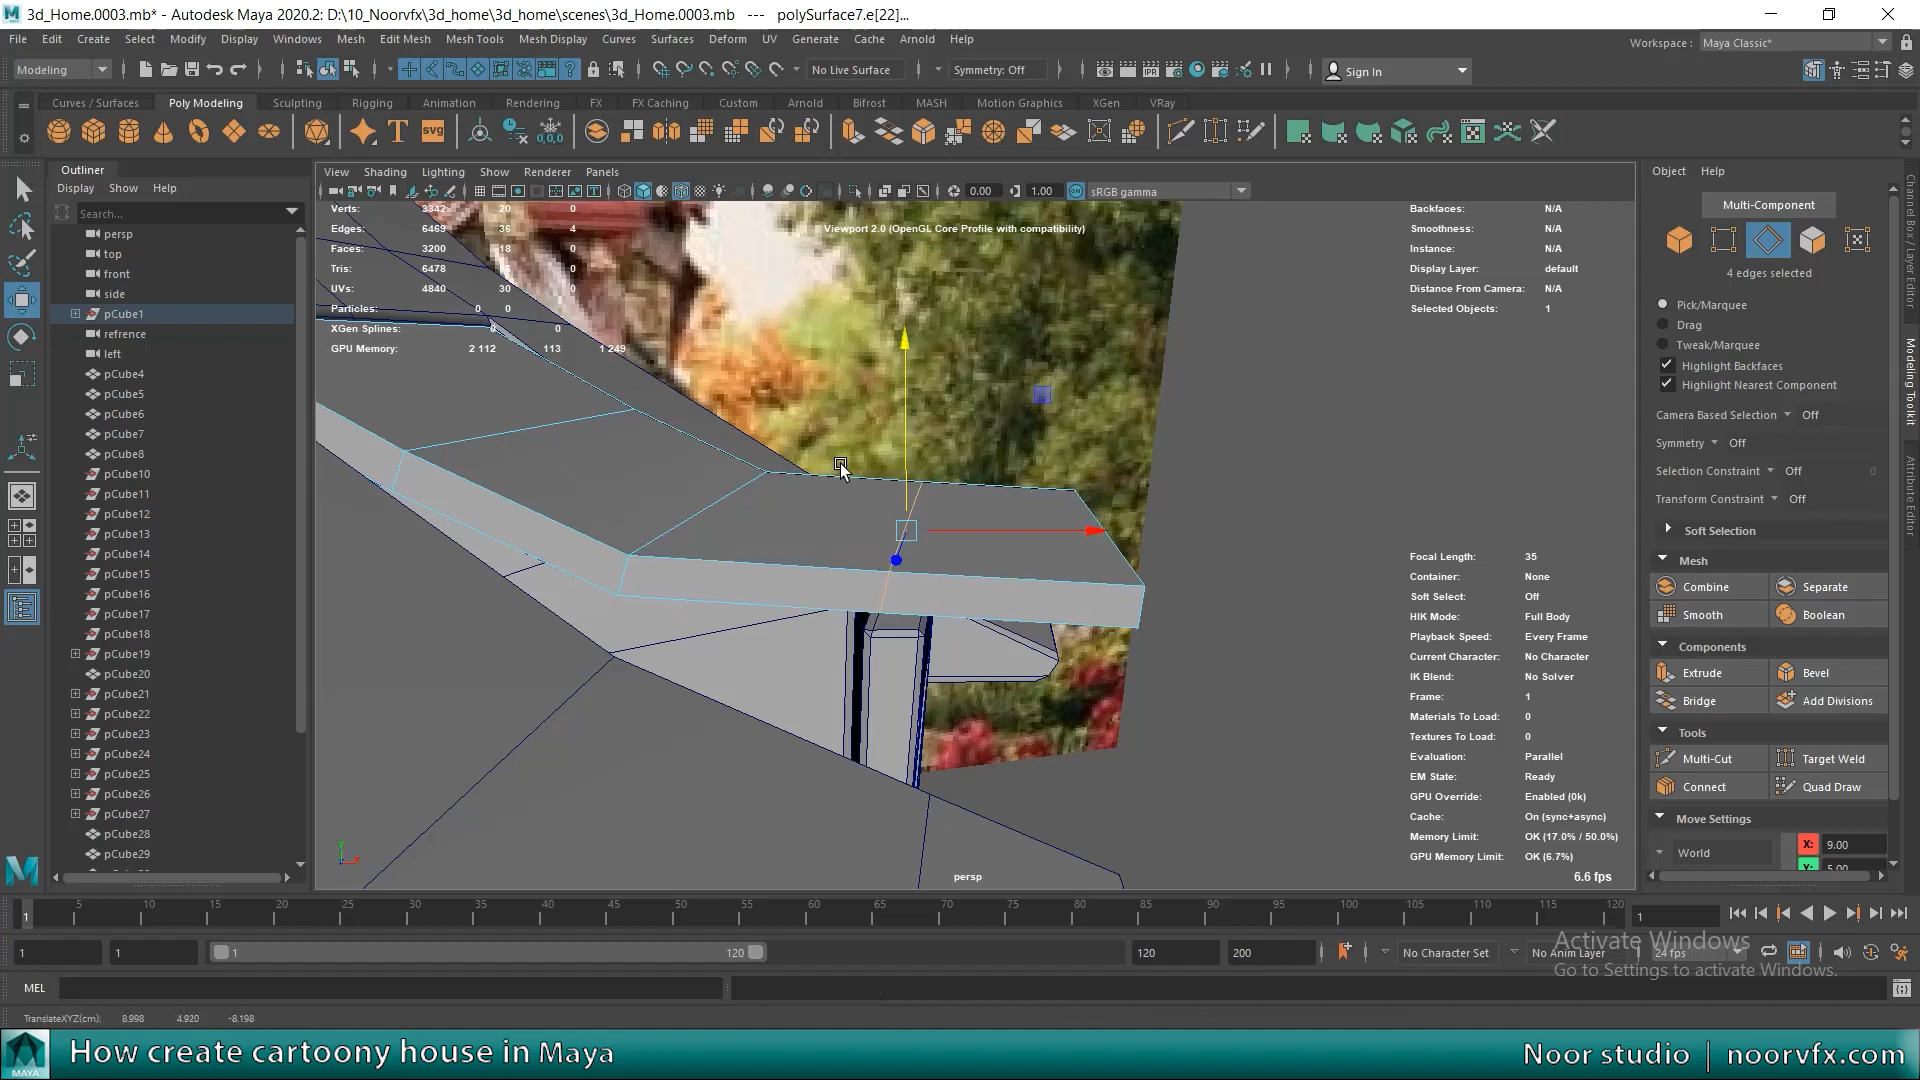 3d_Home.0003.mb* - Autodesk Maya 2020.2: D:\10_Noorvfx\3d_home\3d_home\scenes\3d_Home.0003.mb --- polySurface7.e[22]...
File Edit Create Select Modify Display Windows Mesh Edit Mesh Mesh Tools Mesh Display Curves Surfaces Deform UV Generate Cache Arnold Help
Workspace : Maya Classic*
Modeling No Live Surface Symmetry: Off Sign In
Curves / Surfaces Poly Modeling Sculpting Rigging Animation Rendering FX FX Caching Custom Arnold Bifrost MASH Motion Graphics XGen VRay
SVG
0,0,0
Outliner
Display Show Help
Search...
persp
top
front
side
pCube1
refrence
left
pCube4
pCube5
pCube6
pCube7
pCube8
pCube10
pCube11
pCube12
pCube13
pCube14
pCube15
pCube16
pCube17
pCube18
pCube19
pCube20
pCube21
pCube22
pCube23
pCube24
pCube25
pCube26
pCube27
pCube28
pCube29
View Shading Lighting Show Renderer Panels
0.00 1.00 sRGB gamma
Verts: 3342 20 0
Edges: 6469 36 4
Faces: 3200 18 0
Tris: 6478 0
UVs: 4840 30 0
Particles: 0 0
XGen Splines: 0 0
GPU Memory: 2 112 113 1 249
Viewport 2.0 (OpenGL Core Profile with compatibility)
Backfaces: N/A
Smoothness: N/A
Instance: N/A
Display Layer: default
Distance From Camera: N/A
Selected Objects: 1
Focal Length: 35
Container: None
Soft Select: Off
HIK Mode: Full Body
Playback Speed: Every Frame
Current Character: No Character
IK Blend: No Solver
Frame: 1
Materials To Load: 0
Textures To Load: 0
Evaluation: Parallel
EM State: Ready
GPU Override: Enabled (0k)
Cache: On (sync+async)
Memory Limit: OK (17.0% / 50.0%)
GPU Memory Limit: OK (6.7%)
6.6 fps
persp
y
Object Help
Multi-Component
4 edges selected
Pick/Marquee
Drag
Tweak/Marquee
Highlight Backfaces
Highlight Nearest Component
Camera Based Selection Off
Symmetry Off
Selection Constraint Off 0
Transform Constraint Off
Soft Selection
Mesh
Combine Separate
Smooth Boolean
Components
Extrude Bevel
Bridge Add Divisions
Tools
Multi-Cut Target Weld
Connect Quad Draw
Move Settings
World X: 9.00
Y: 5.00
Channel Box / Layer Editor
Modeling Toolkit
Attribute Editor
1 5 10 15 20 25 30 35 40 45 50 55 60 65 70 75 80 85 90 95 100 105 110 115 120
1
1 1 1 120 120 200 No Character Set No Anim Layer 24 fps
Activate Windows
Go to Settings to activate Windows.
MEL
TranslateXYZ(cm): 8.998 4.920 -8.198
MAYA
How create cartoony house in Maya
Noor studio | noorvfx.com